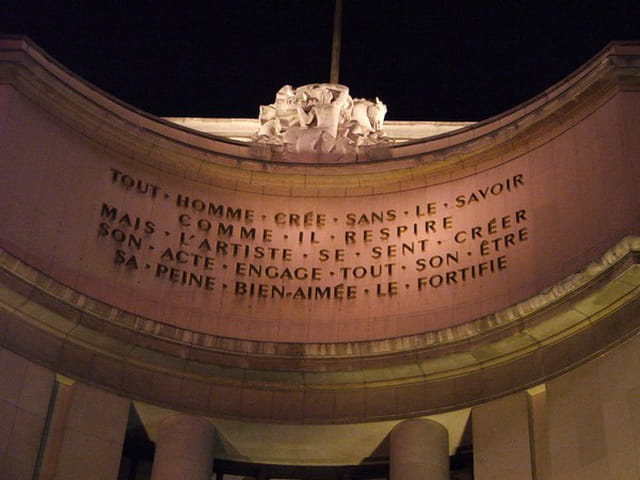 TOUT · HOMME · CRÉE · SANS · LE · SAVOIR
COMME · IL · RESPIRE
MAIS · L'ARTISTE · SE · SENT · CRÉER
SON · ACTE · ENGAGE · TOUT · SON · ÊTRE
SA · PEINE · BIEN-AIMÉE · LE · FORTIFIE